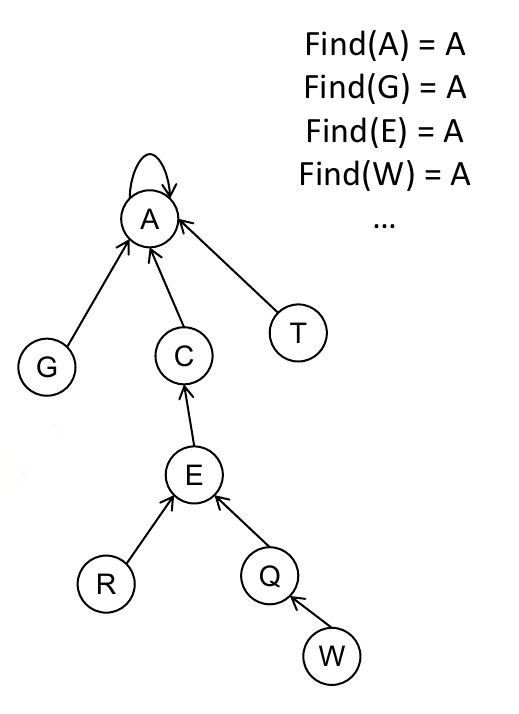 Find(A) = A
Find(G) = A
Find(E) = A
Find(W) = A
...
A
G
C
T
E
R
Q
W